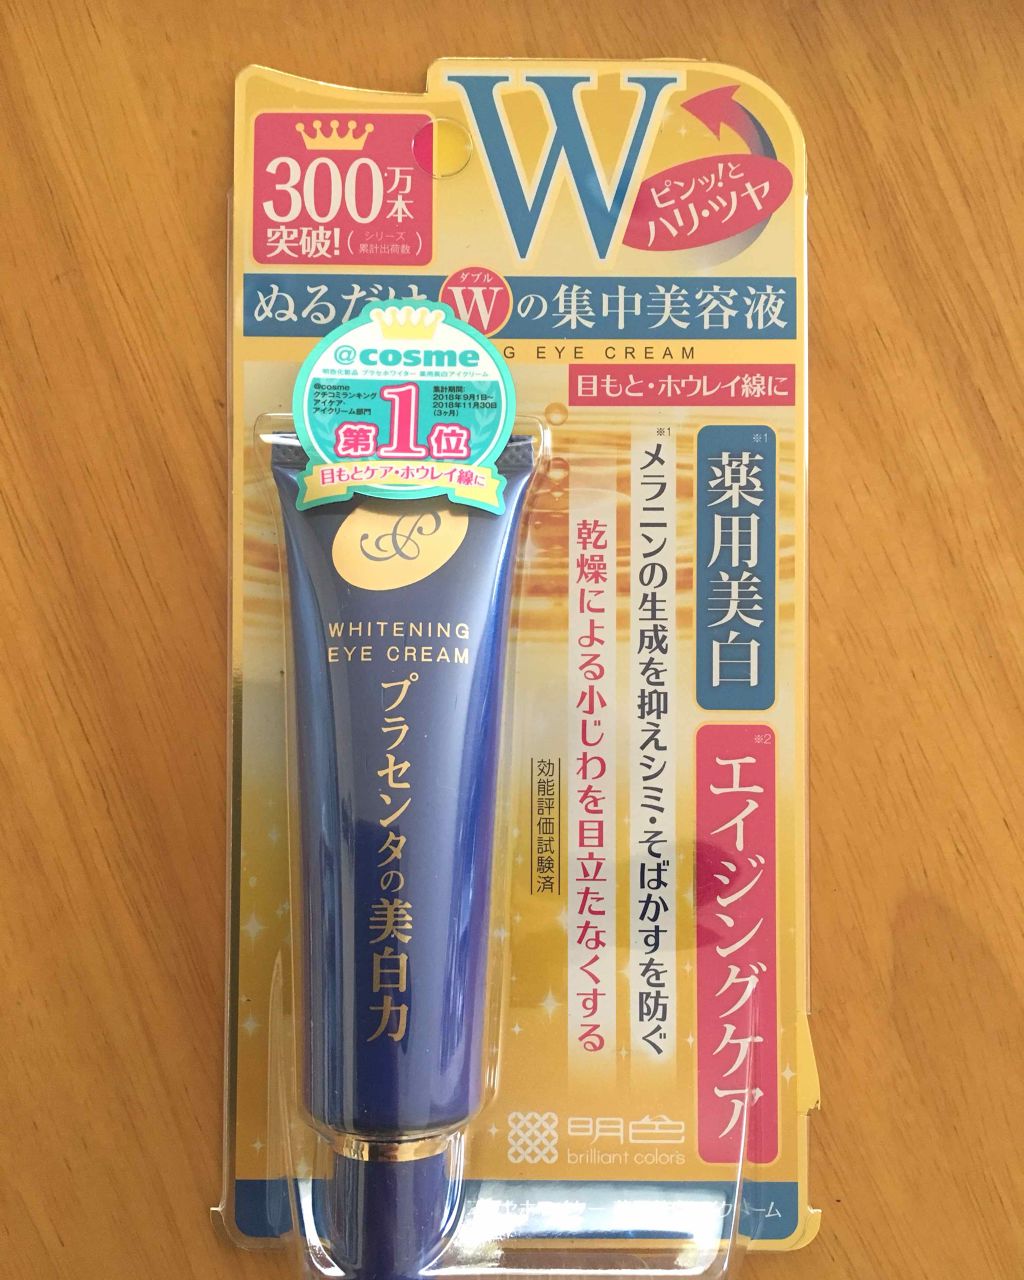 300万本
突破!(シリーズ累計出荷数)
W
ピンッ!と
ハリ・ツヤ
ダブル
ぬるだけWの集中美容液
G EYE CREAM
目もと・ホウレイ線に
@cosme
明色化粧品 プラセホワイター 薬用美白アイクリーム
@cosme
クチコミランキング
アイケア・
アイクリーム部門
集計期間:
2018年9月1日~
2018年11月30日
(3ヶ月)
第1位
目もとケア・ホウレイ線に
※1
薬用美白
※2
エイジングケア
※1
メラニンの生成を抑えシミ・そばかすを防ぐ
乾燥による小じわを目立たなくする
効能評価試験済
WHITENING
EYE CREAM
プラセンタの美白力
明色
brilliant colors